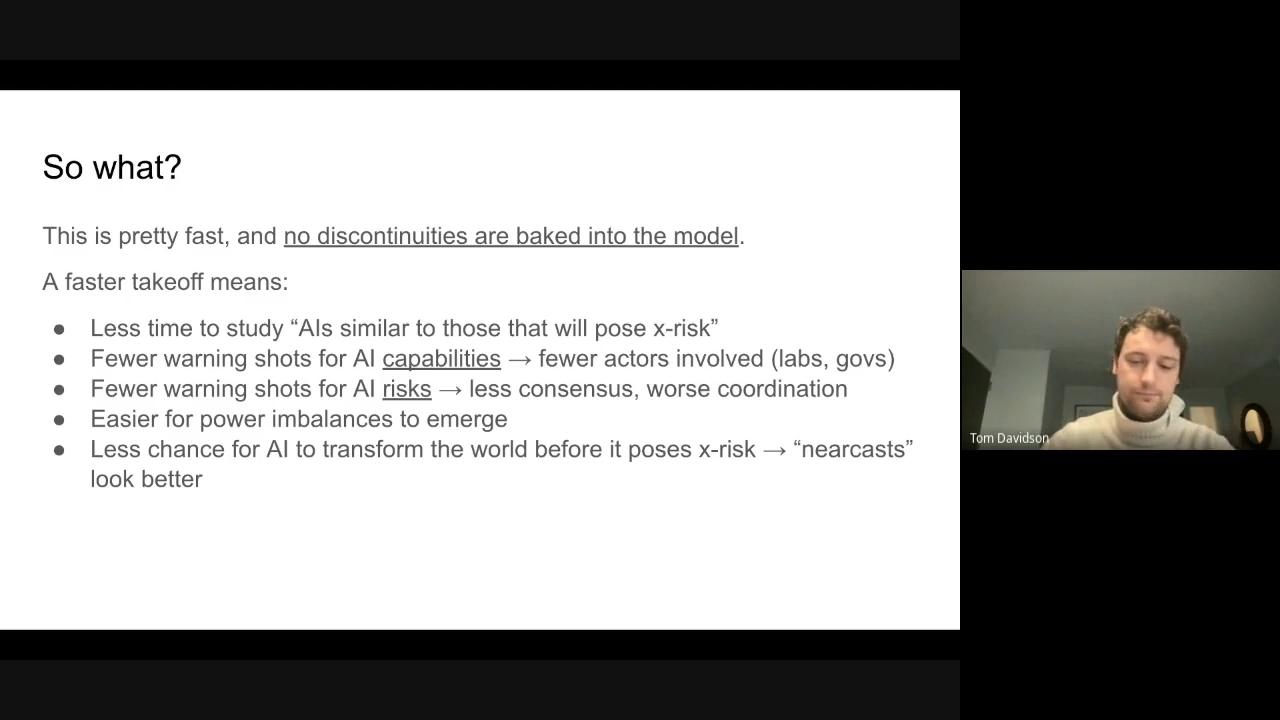 So what?
This is pretty fast, and no discontinuities are baked into the model.
A faster takeoff means:
● Less time to study “AIs similar to those that will pose x-risk”
● Fewer warning shots for AI capabilities → fewer actors involved (labs, govs)
● Fewer warning shots for AI risks → less consensus, worse coordination
● Easier for power imbalances to emerge
● Less chance for AI to transform the world before it poses x-risk → “nearcasts”
look better
Tom Davidson